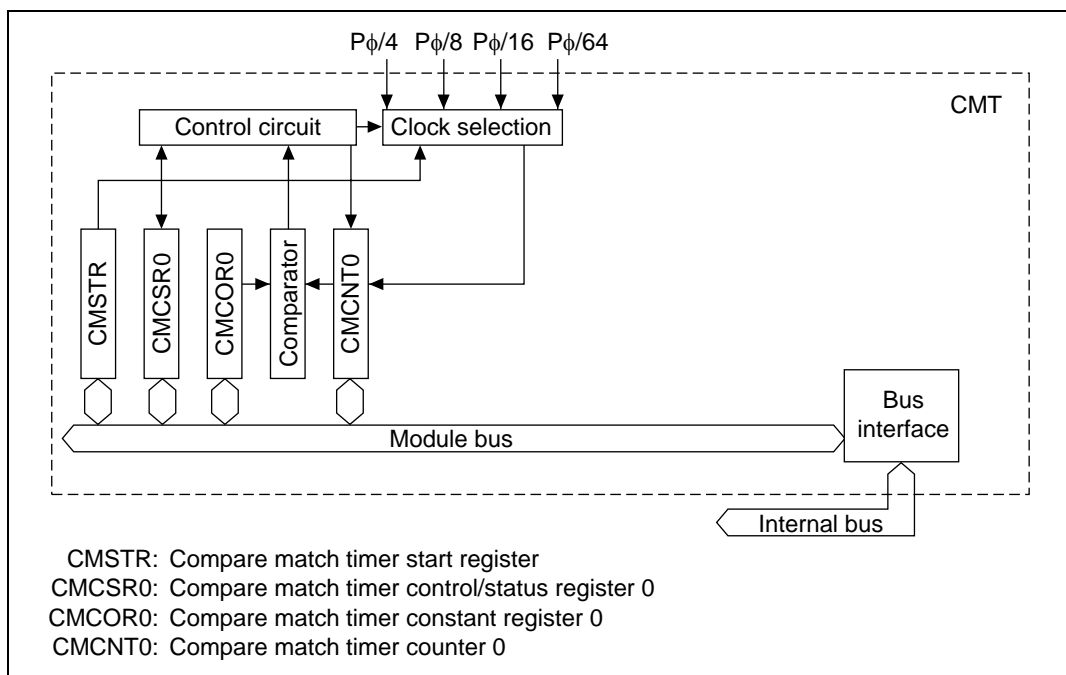 Pϕ/4 Pϕ/8 Pϕ/16 Pϕ/64
CMT
Control circuit
Clock selection
CMSTR
CMCSR0
CMCOR0
Comparator
CMCNT0
Bus
interface
Module bus
Internal bus
CMSTR: Compare match timer start register
CMCSR0: Compare match timer control/status register 0
CMCOR0: Compare match timer constant register 0
CMCNT0: Compare match timer counter 0